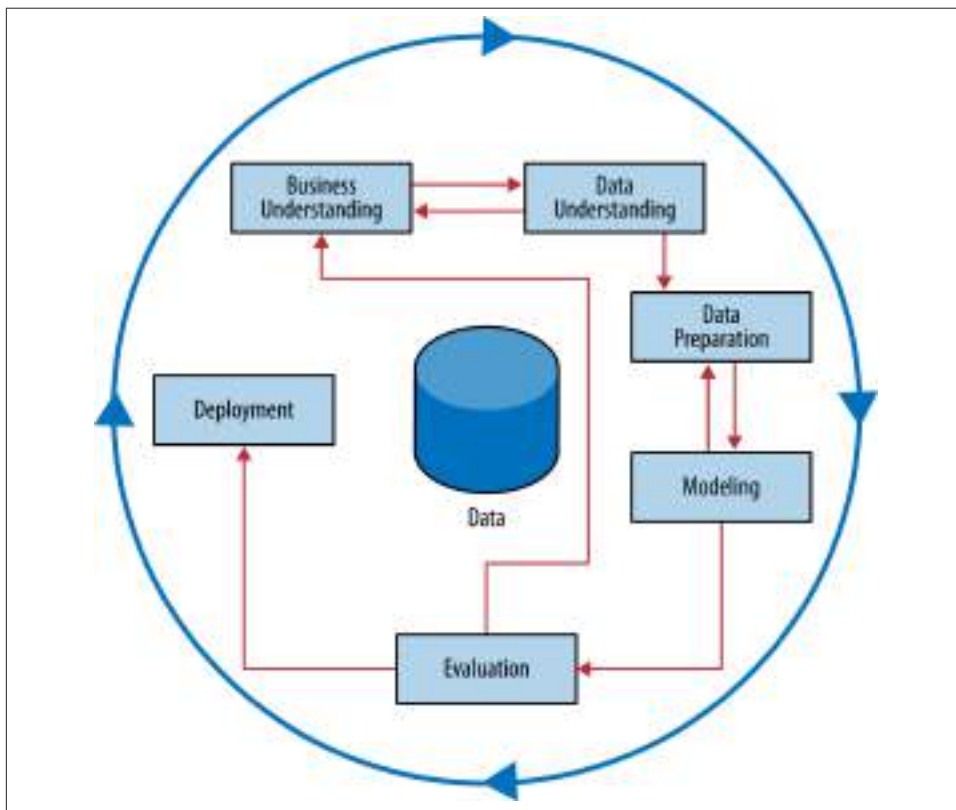 Business
Understanding
Data
Understanding
Data
Preparation
Deployment
Modeling
Data
Evaluation